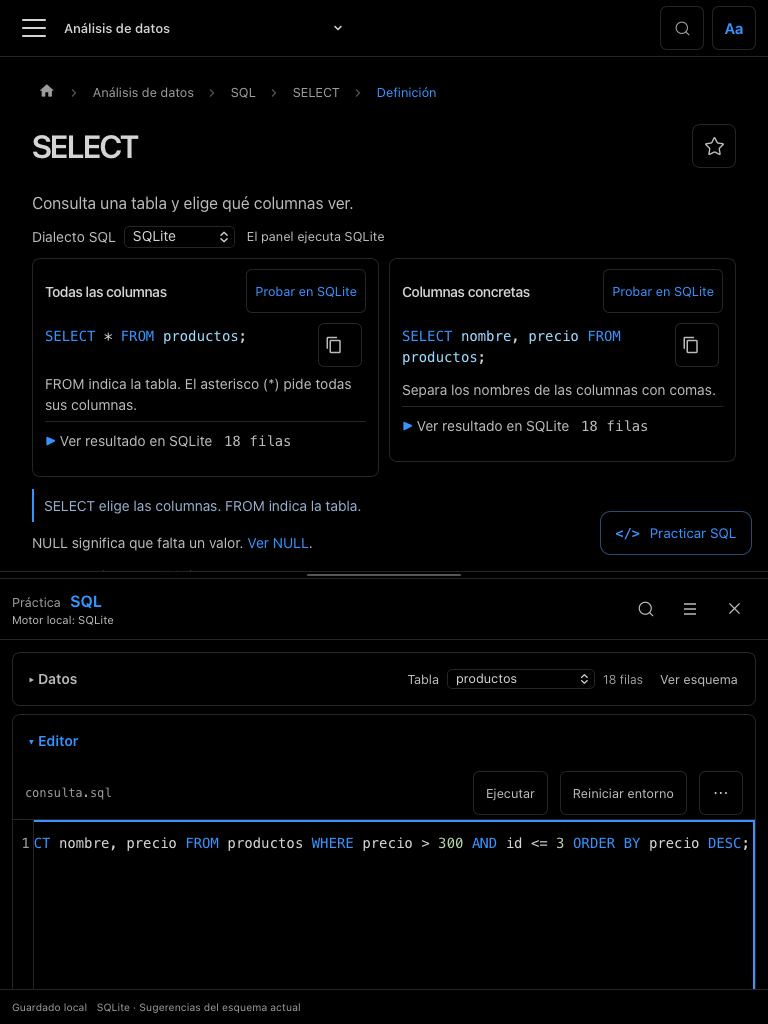 Análisis de datos
Aa
Análisis de datos > SQL > SELECT > Definición
SELECT
Consulta una tabla y elige qué columnas ver.
Dialecto SQL SQLite El panel ejecuta SQLite
Todas las columnas
Probar en SQLite
SELECT * FROM productos;
FROM indica la tabla. El asterisco (*) pide todas
sus columnas.
Ver resultado en SQLite 18 filas
Columnas concretas
Probar en SQLite
SELECT nombre, precio FROM
productos;
Separa los nombres de las columnas con comas.
Ver resultado en SQLite 18 filas
SELECT elige las columnas. FROM indica la tabla.
NULL significa que falta un valor. Ver NULL.
</> Practicar SQL
Práctica SQL
Motor local: SQLite
Datos
Tabla productos 18 filas Ver esquema
Editor
consulta.sql
Ejecutar
Reiniciar entorno
...
1 CT nombre, precio FROM productos WHERE precio > 300 AND id <= 3 ORDER BY precio DESC;
Guardado local SQLite · Sugerencias del esquema actual